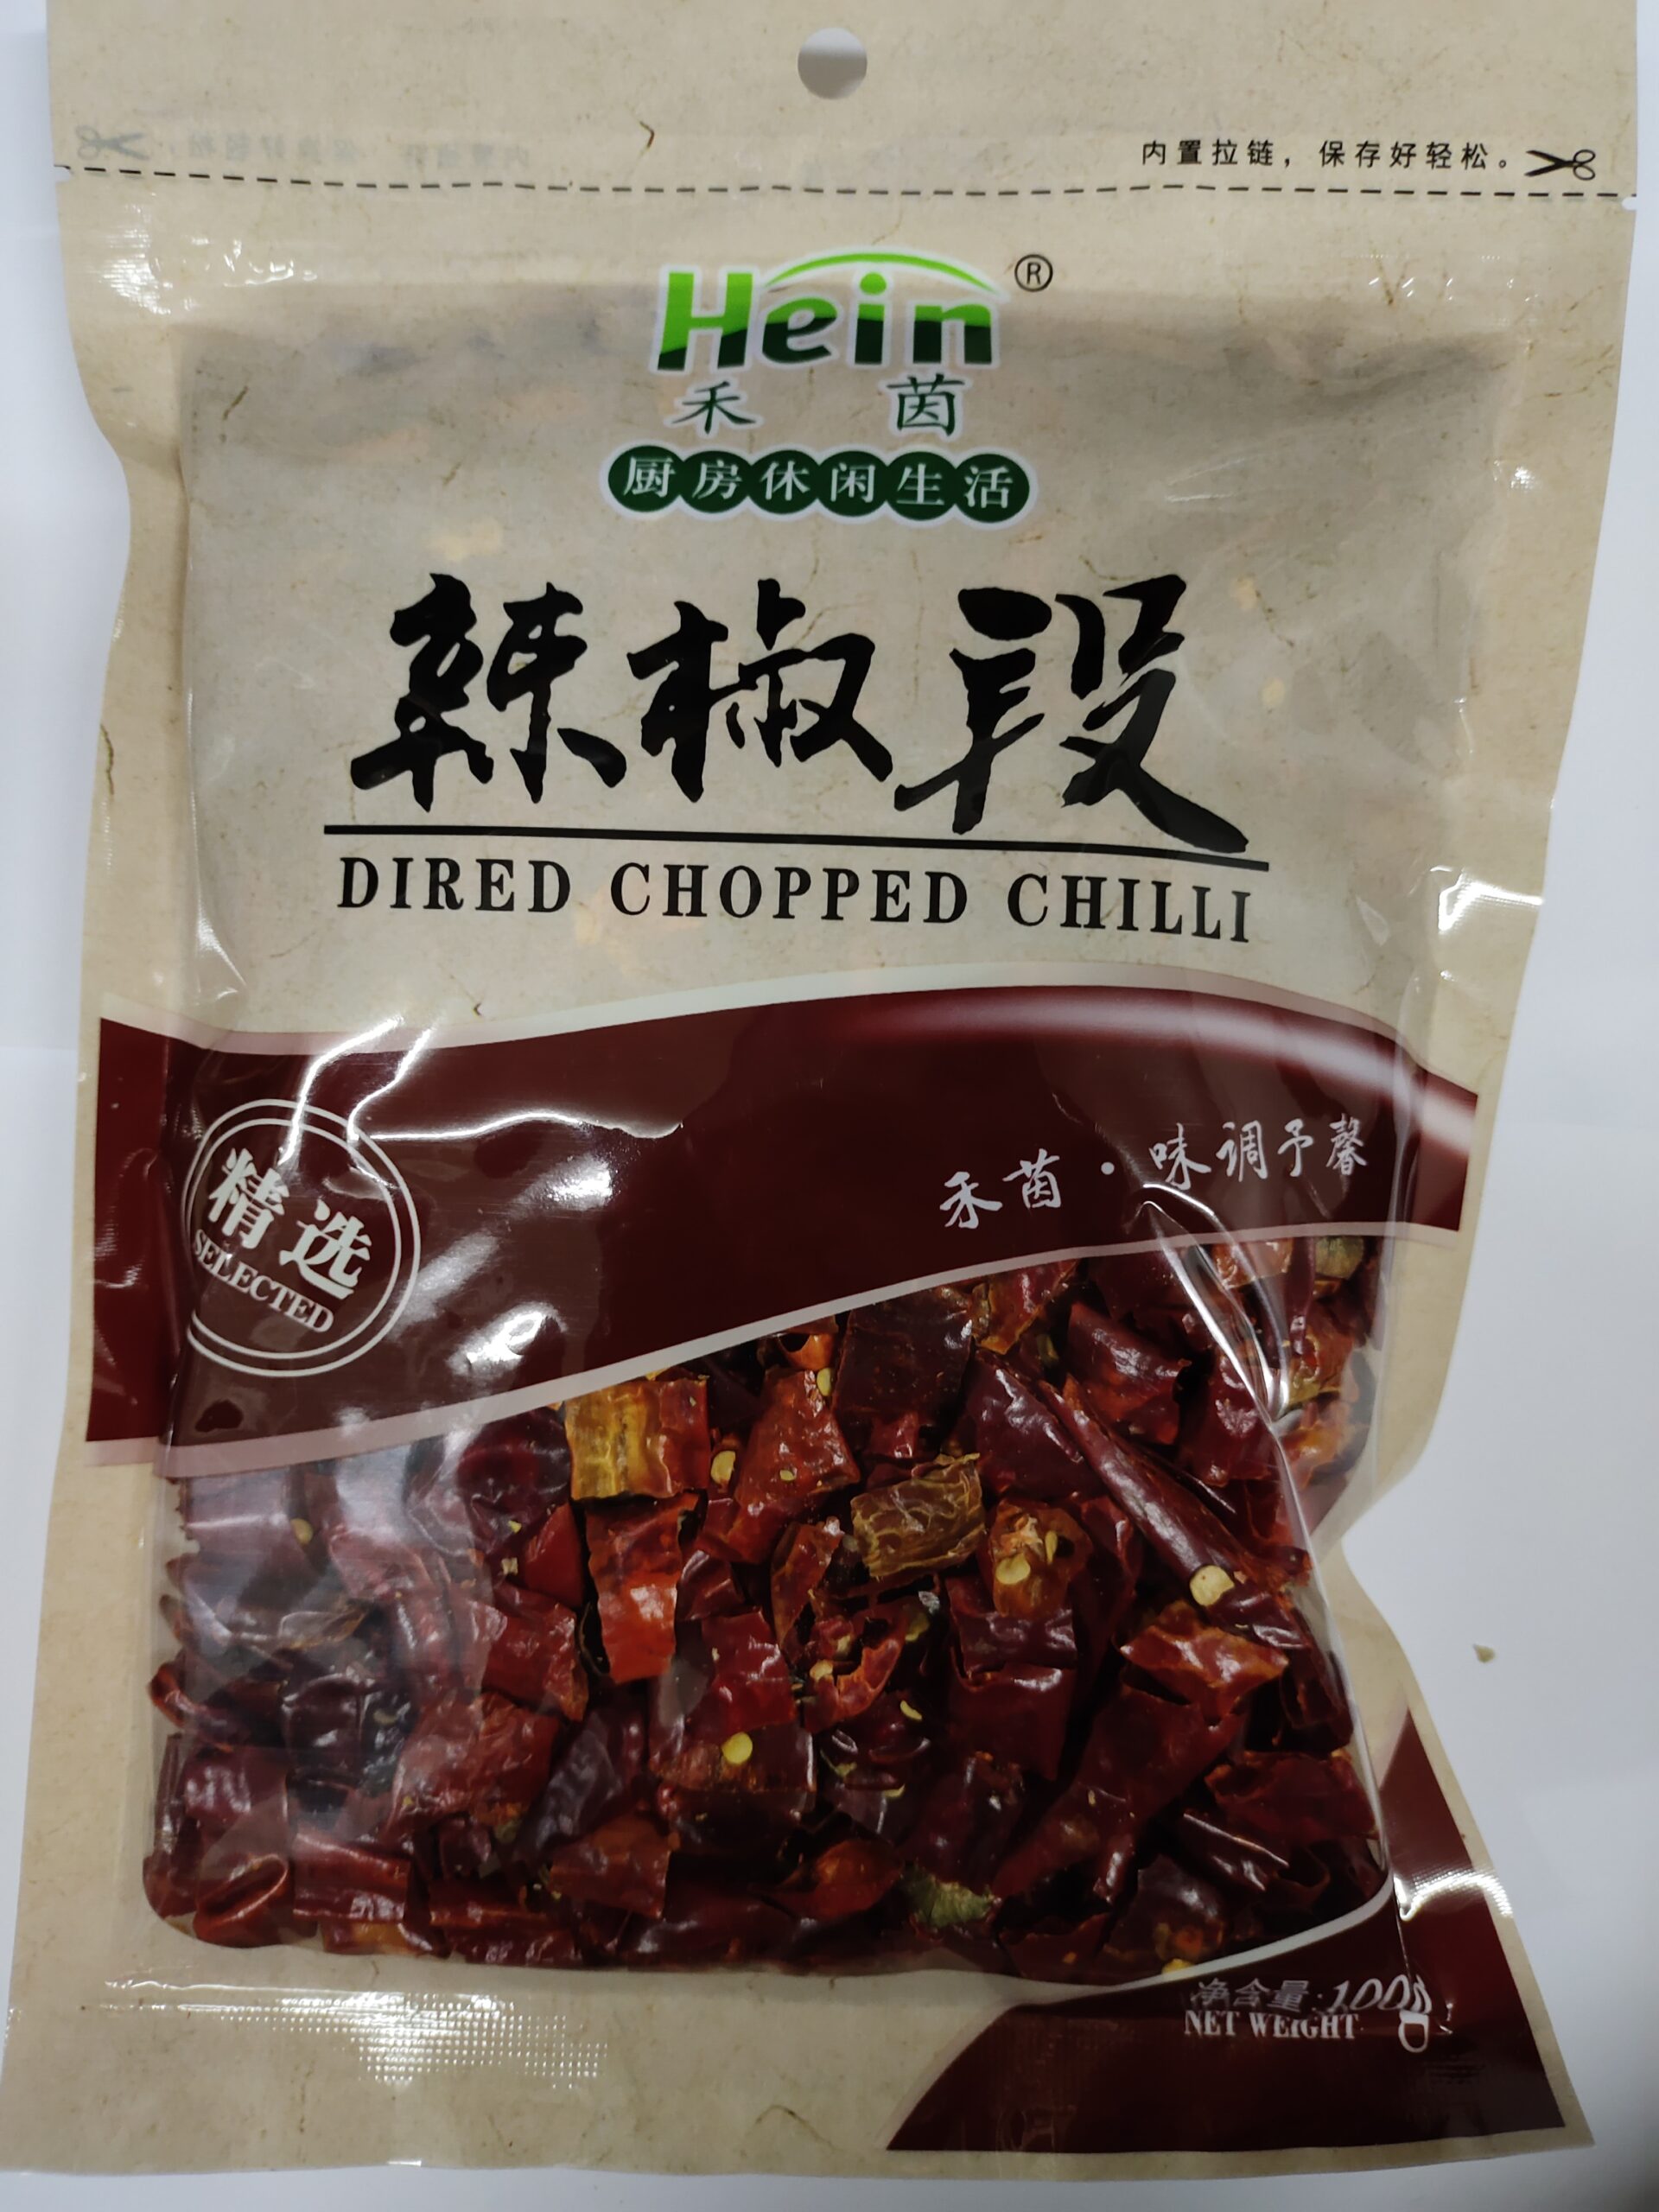 内置拉链，保存好轻松。
Hein®
禾茵
厨房休闲生活
辣椒段
DIRED CHOPPED CHILLI
禾茵·味调予馨
精选
SELECTED
净含量:100g
NET WEIGHT